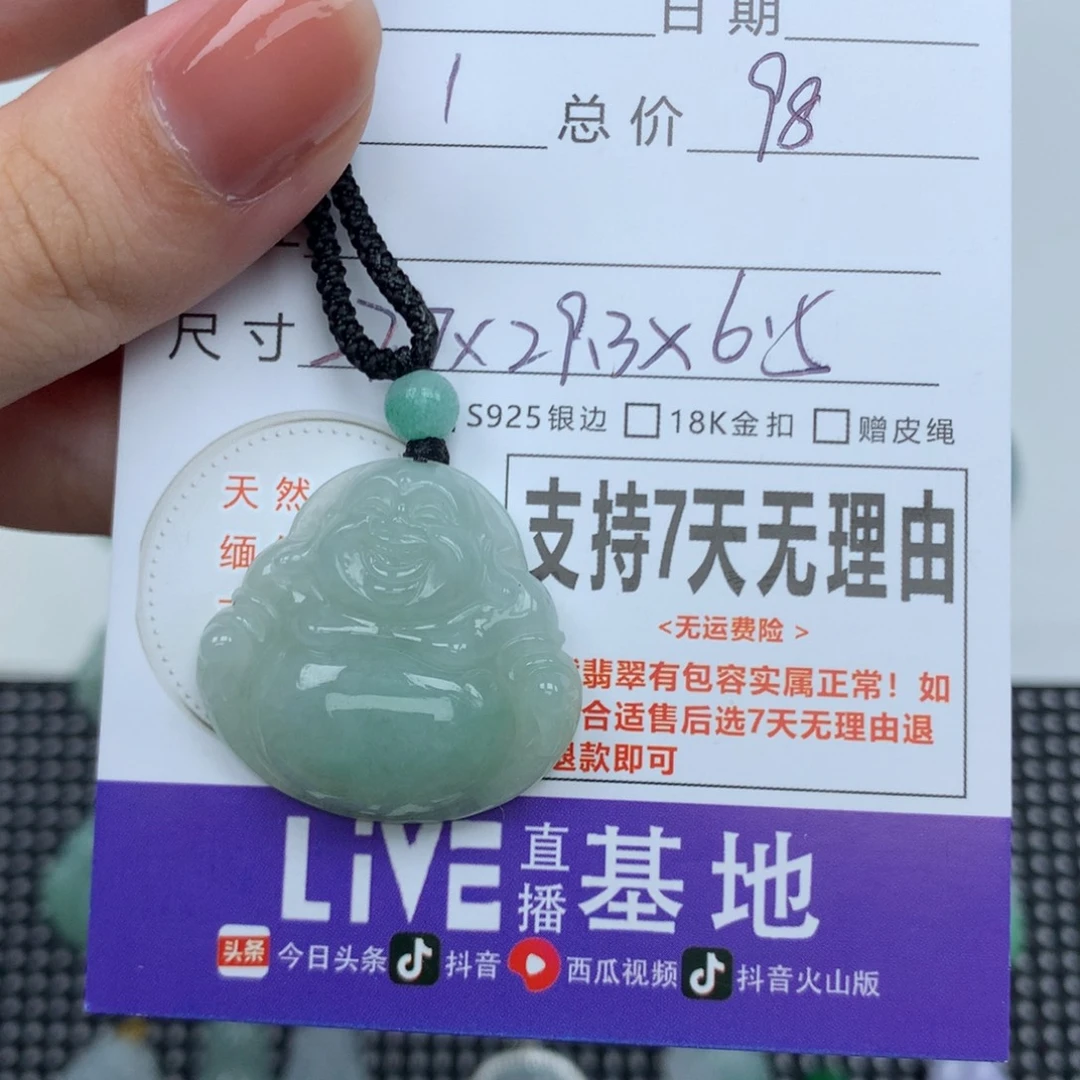 日期
1 总价 98
尺寸 27×29.3×6.5
S925银边 □ 18K金扣 □ 赠皮绳
天然
缅
支持7天无理由
<无运费险 >
翡翠有包容实属正常！如
合适售后选7天无理由退
退款即可
LiVE 直播 基地
头条 今日头条 抖音 西瓜视频 抖音火山版